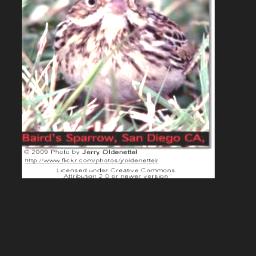 Baird's Sparrow, San Diego CA,
© 2009 Photo by Jerry Oldenettel
http://www.flickr.com/photos/joldenettel/
Licensed under Creative Commons
Attribution 2.0 or newer version